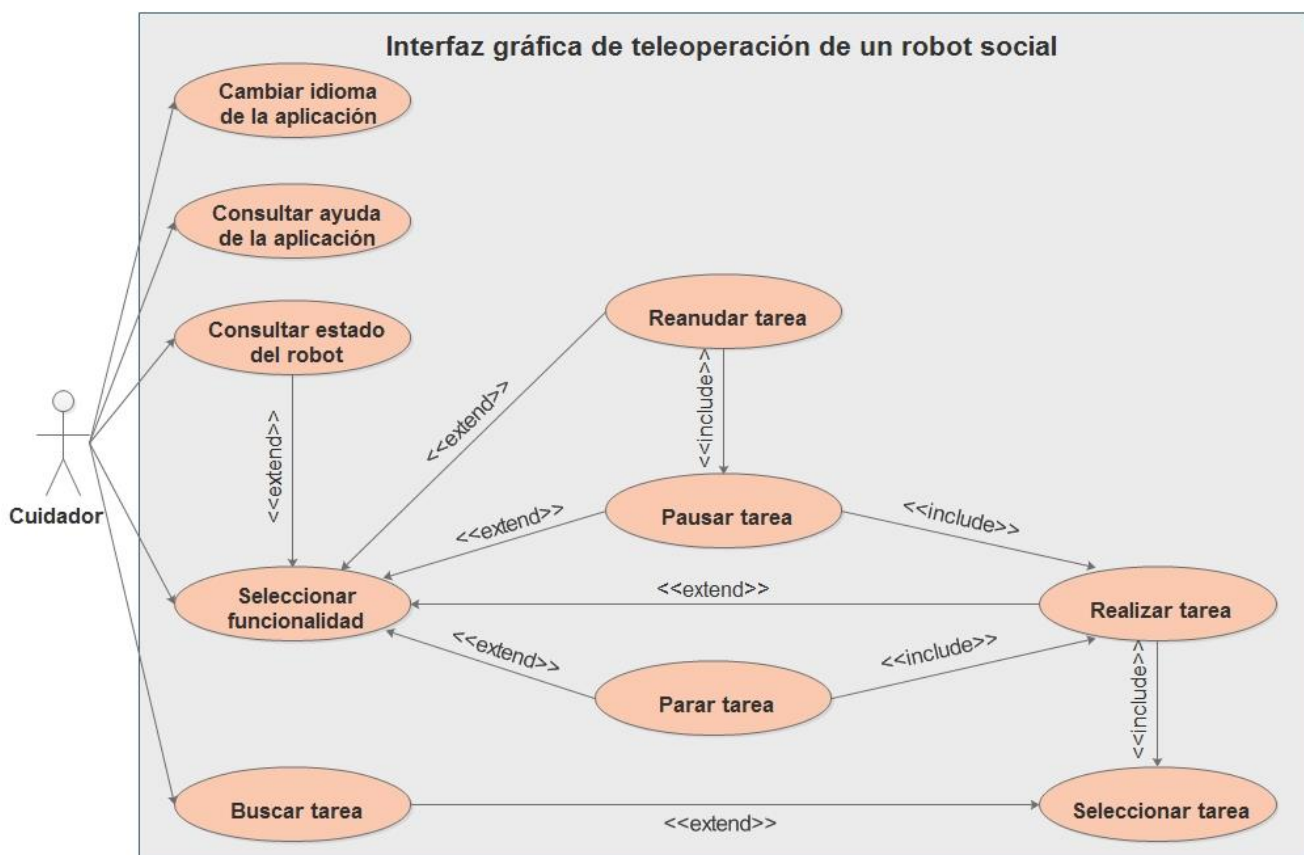 Interfaz gráfica de teleoperación de un robot social
Cambiar idioma
de la aplicación
Consultar ayuda
de la aplicación
Consultar estado
del robot
Reanudar tarea
<<extend>>
<<extend>>
<<include>>
Cuidador
Pausar tarea
<<extend>>
<<include>>
Seleccionar
funcionalidad
<<extend>>
Realizar tarea
<<extend>>
<<include>>
Parar tarea
<<include>>
Buscar tarea
<<extend>>
Seleccionar tarea